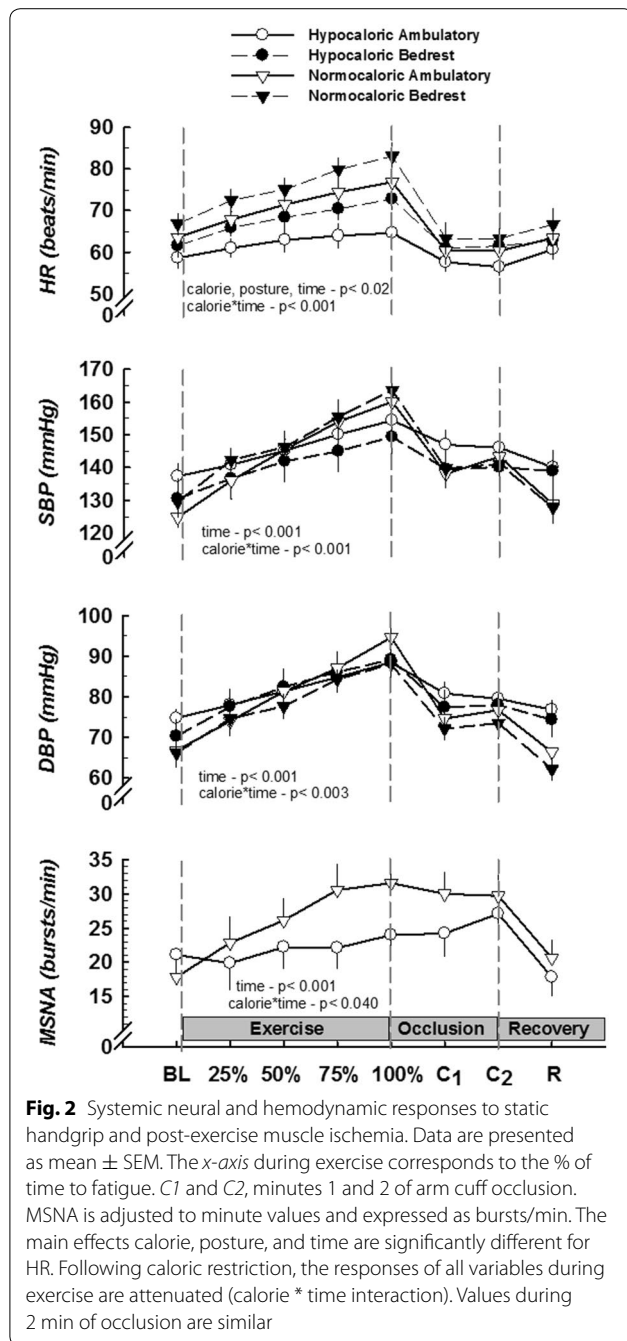 Hypocaloric Ambulatory
Hypocaloric Bedrest
Normocaloric Ambulatory
Normocaloric Bedrest
HR (beats/min)
90
80
70
60
50
0
calorie, posture, time - p< 0.02
calorie*time - p< 0.001
SBP (mmHg)
170
160
150
140
130
120
0
time - p< 0.001
calorie*time - p< 0.001
DBP (mmHg)
100
90
80
70
60
0
time - p< 0.001
calorie*time - p< 0.003
MSNA (bursts/min)
35
30
25
20
15
0
time - p< 0.001
calorie*time - p< 0.040
Exercise Occlusion Recovery
BL 25% 50% 75% 100% C1 C2 R
Fig. 2 Systemic neural and hemodynamic responses to static
handgrip and post-exercise muscle ischemia. Data are presented
as mean ± SEM. The x-axis during exercise corresponds to the % of
time to fatigue. C1 and C2, minutes 1 and 2 of arm cuff occlusion.
MSNA is adjusted to minute values and expressed as bursts/min. The
main effects calorie, posture, and time are significantly different for
HR. Following caloric restriction, the responses of all variables during
exercise are attenuated (calorie * time interaction). Values during
2 min of occlusion are similar